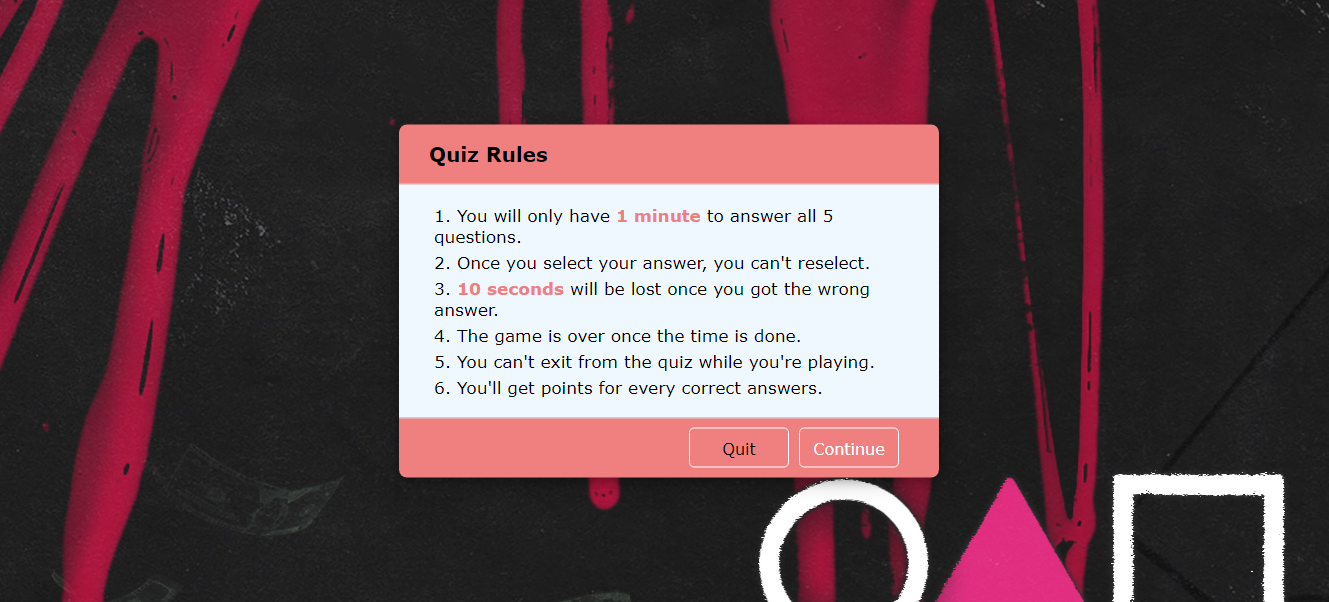 Quiz Rules
1. You will only have 1 minute to answer all 5
questions.
2. Once you select your answer, you can't reselect.
3. 10 seconds will be lost once you got the wrong
answer.
4. The game is over once the time is done.
5. You can't exit from the quiz while you're playing.
6. You'll get points for every correct answers.
Quit
Continue